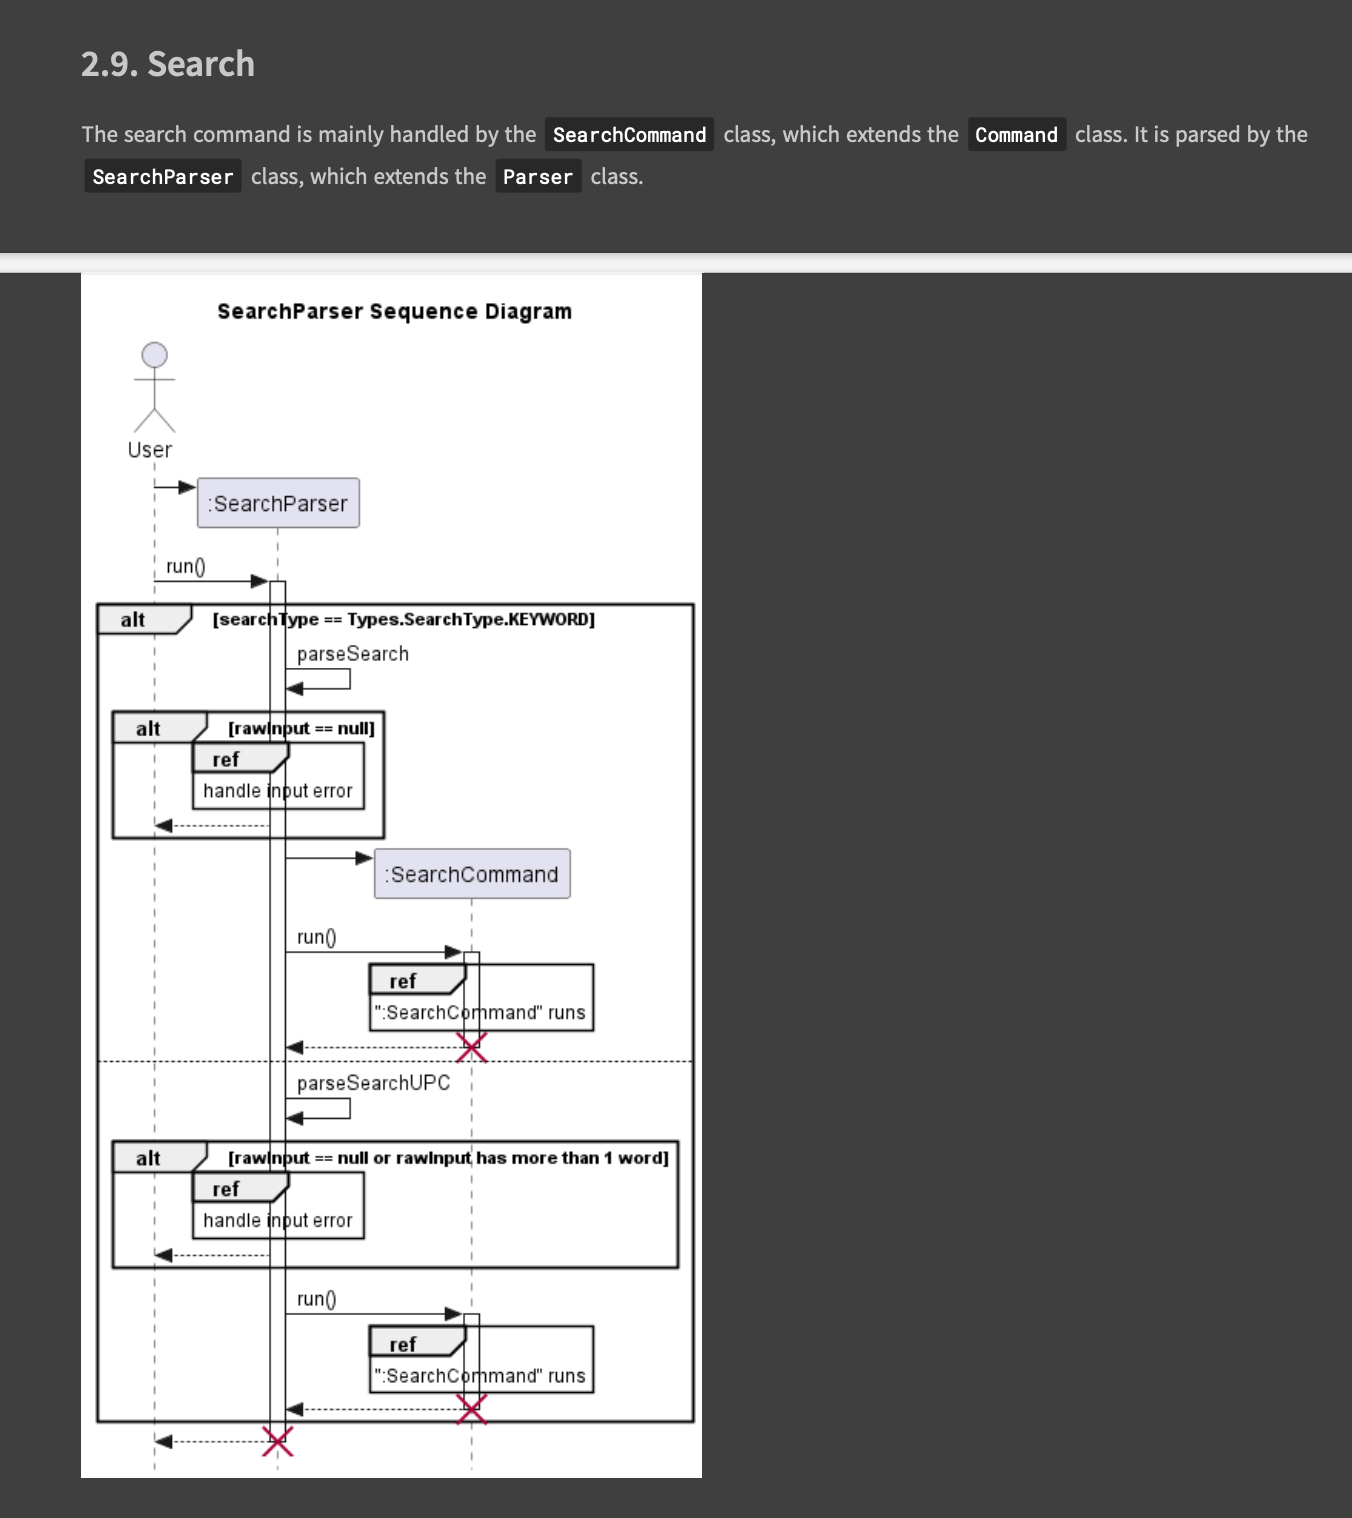 2.9. Search
The search command is mainly handled by the SearchCommand class, which extends the Command class. It is parsed by the
SearchParser class, which extends the Parser class.
SearchParser Sequence Diagram
User
:SearchParser
run()
alt [searchType == Types.SearchType.KEYWORD]
parseSearch
alt [rawInput == null]
ref
handle input error
:SearchCommand
run()
ref
":SearchCommand" runs
parseSearchUPC
alt [rawInput == null or rawInput has more than 1 word]
ref
handle input error
run()
ref
":SearchCommand" runs